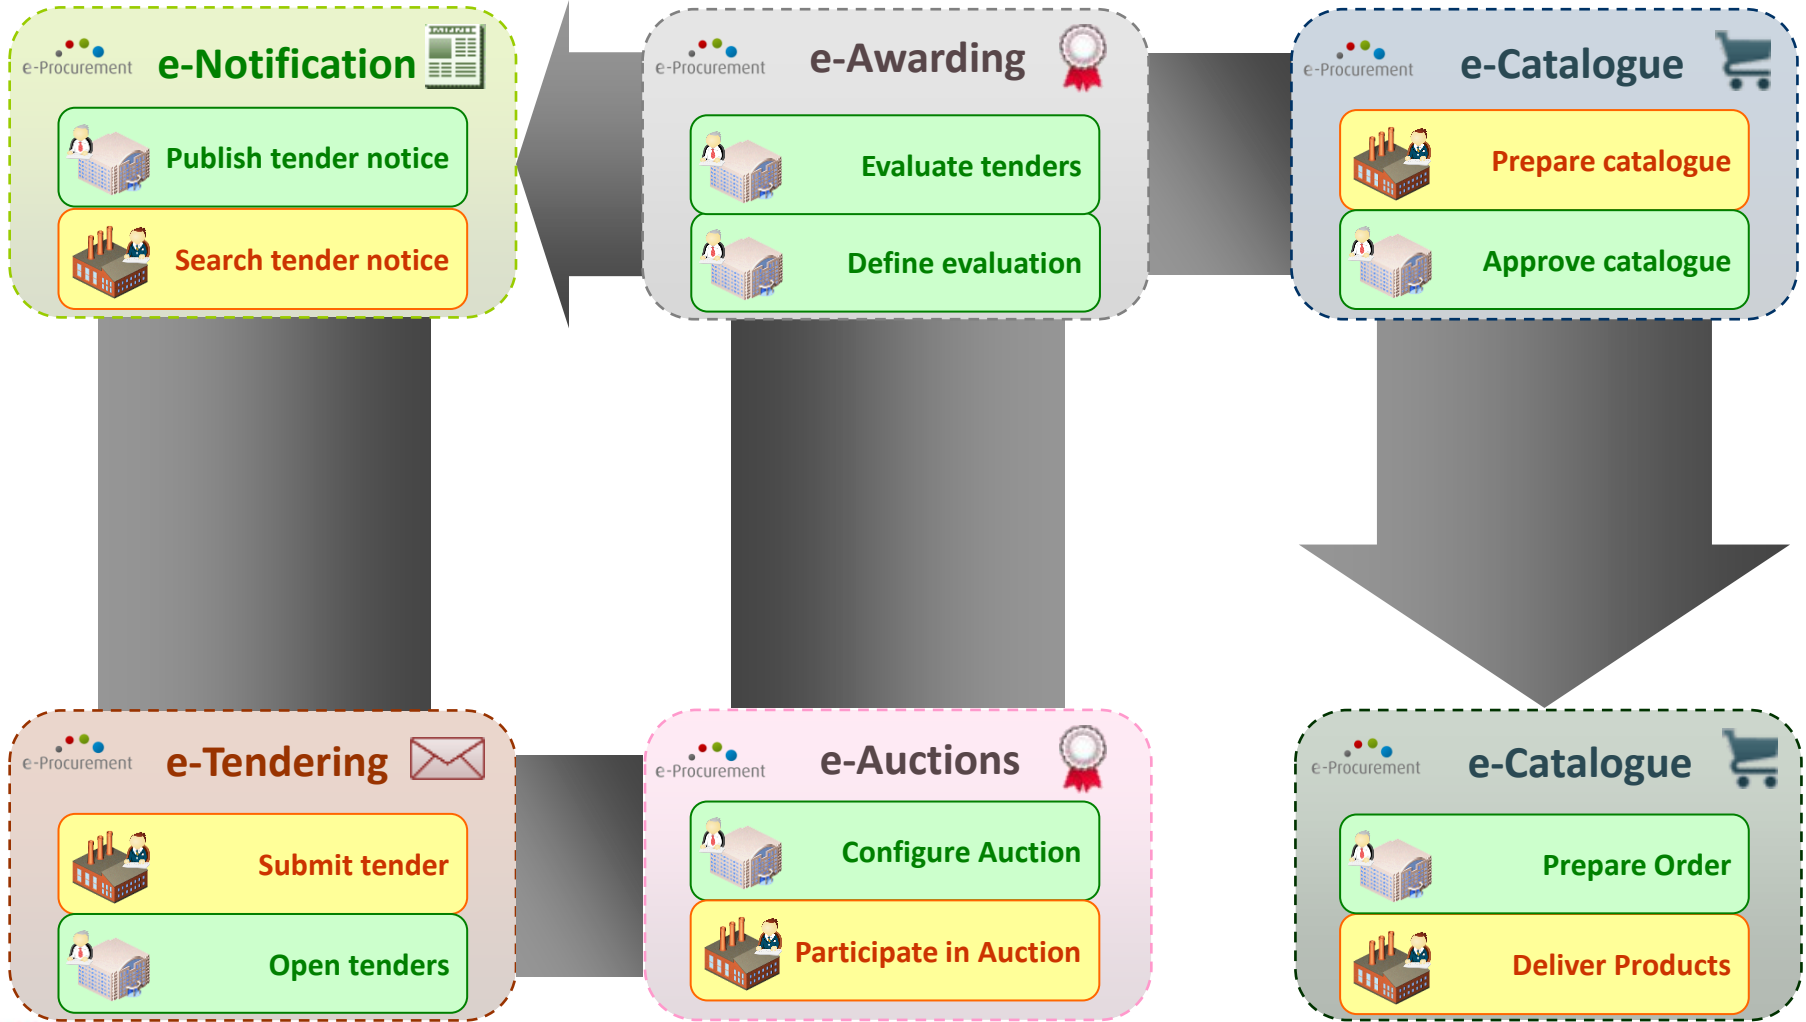 e-Procurement
e-Notification
Publish tender notice
Search tender notice
e-Procurement
e-Awarding
Evaluate tenders
Define evaluation
e-Procurement
e-Catalogue
Prepare catalogue
Approve catalogue
e-Procurement
e-Tendering
Submit tender
Open tenders
e-Procurement
e-Auctions
Configure Auction
Participate in Auction
e-Procurement
e-Catalogue
Prepare Order
Deliver Products